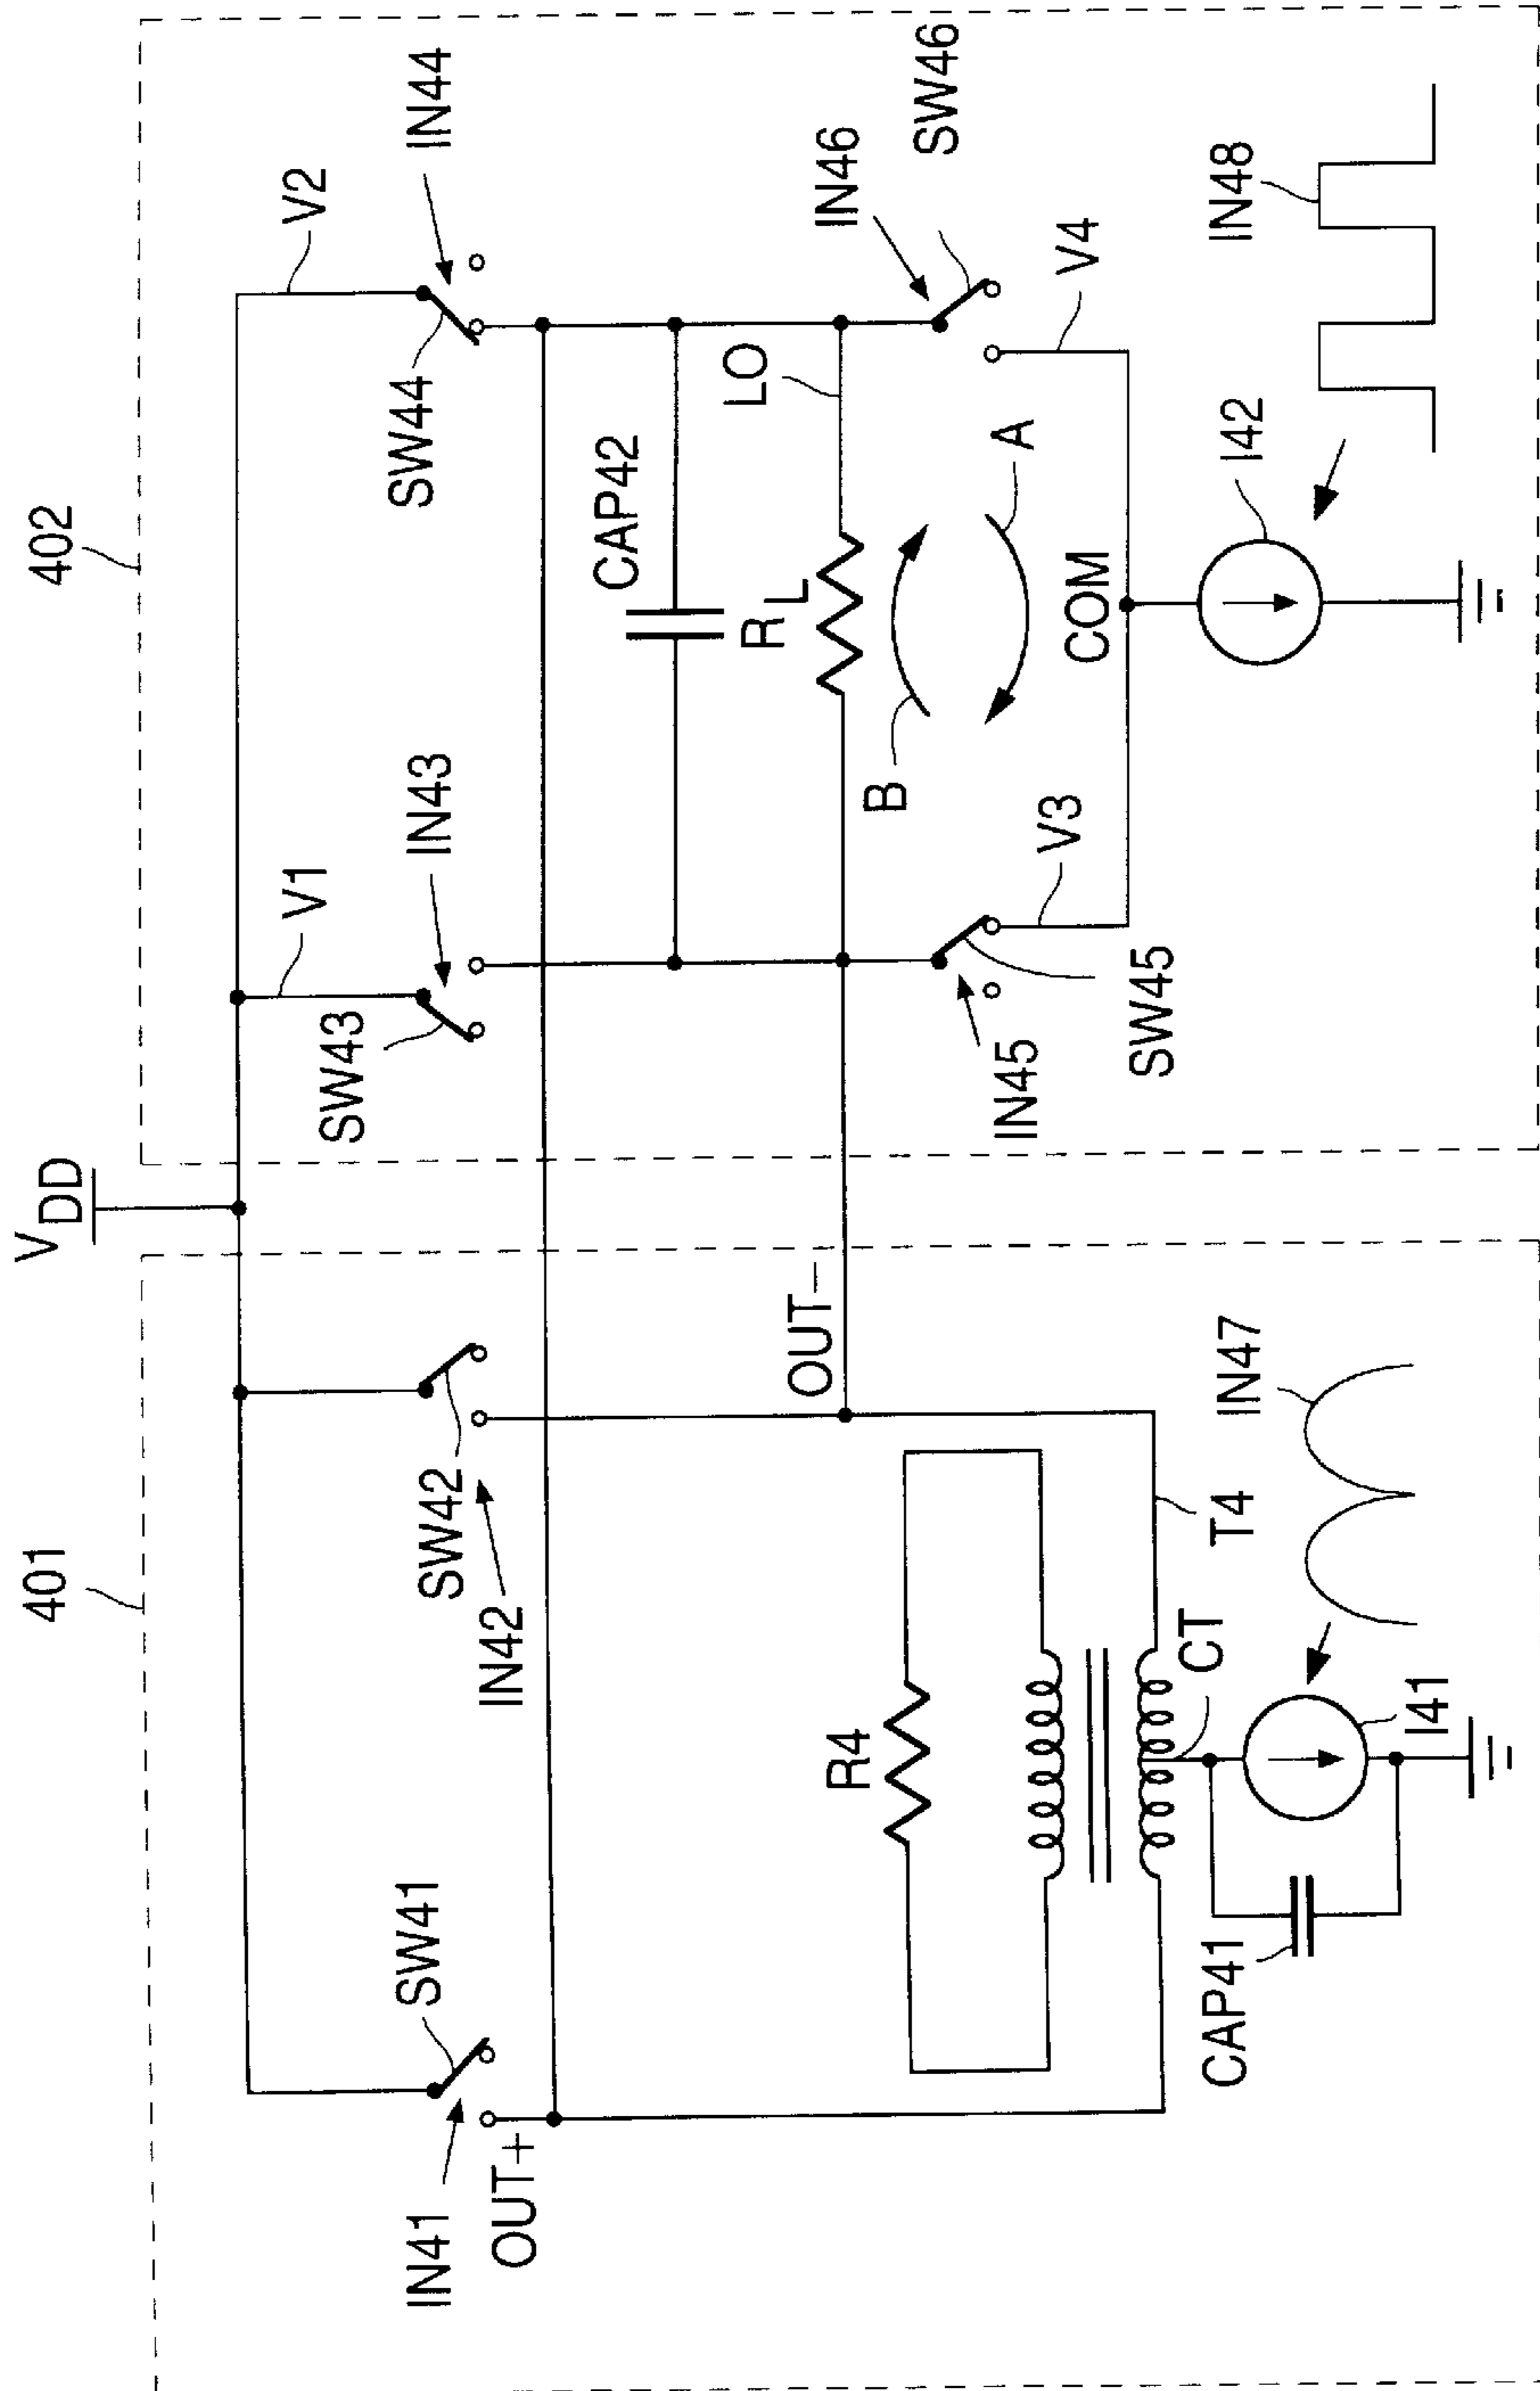 401
402
V DD
V1
V2
IN41
SW41
SW42
IN42
SW43
IN43
SW44
IN44
OUT+
OUT−
CAP42
R L
LO
IN46
SW46
R4
B
A
IN45
SW45
V3
COM
V4
T4
CT
CAP41
I41
IN47
I42
IN48